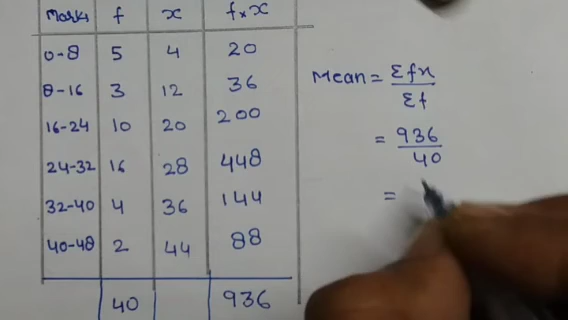 Marks f x f×x
0-8 5 4 20
8-16 3 12 36
16-24 10 20 200
24-32 16 28 448
32-40 4 36 144
40-48 2 44 88
40 936
Mean = Σfx
Σf
= 936
40
=